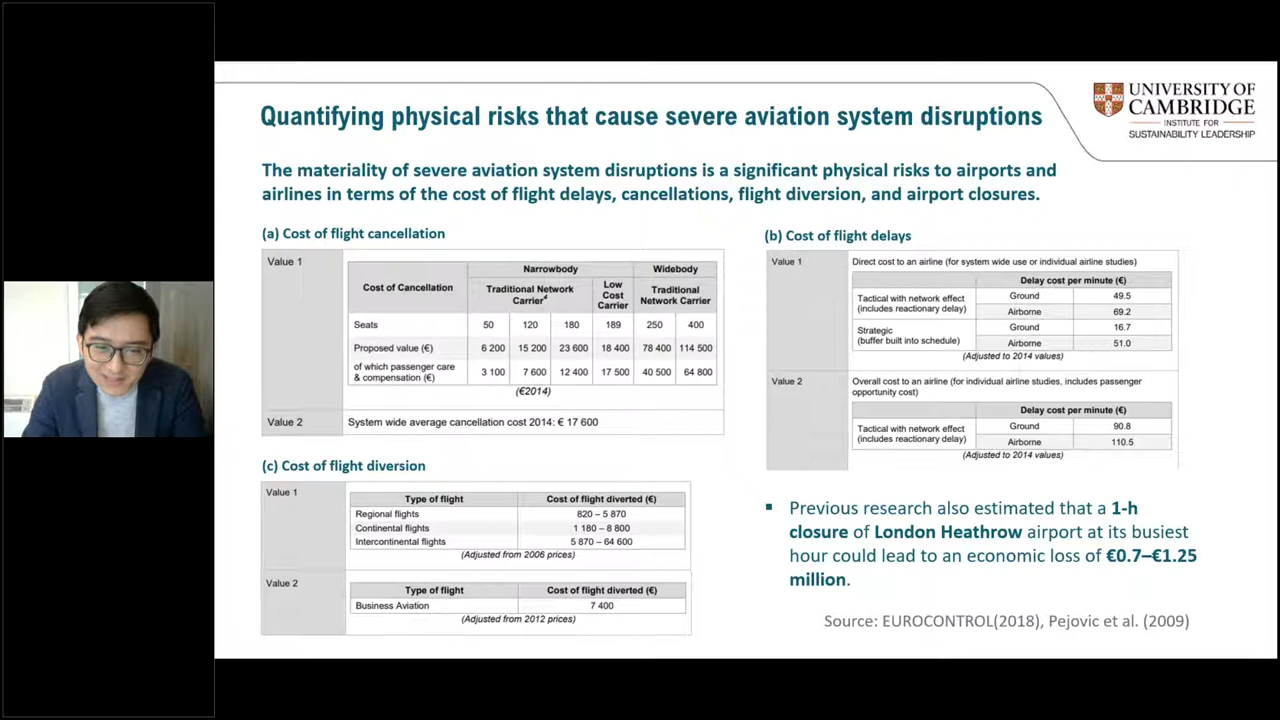 UNIVERSITY OF
CAMBRIDGE
INSTITUTE FOR
SUSTAINABILITY LEADERSHIP
Quantifying physical risks that cause severe aviation system disruptions
The materiality of severe aviation system disruptions is a significant physical risks to airports and
airlines in terms of the cost of flight delays, cancellations, flight diversion, and airport closures.
(a) Cost of flight cancellation
Value 1
Cost of Cancellation
Narrowbody
Widebody
Traditional Network
Carrier4
Low
Cost
Carrier
Traditional
Network Carrier
Seats 50 120 180 189 250 400
Proposed value (€) 6 200 15 200 23 600 18 400 78 400 114 500
of which passenger care
& compensation (€) 3 100 7 600 12 400 17 500 40 500 64 800
(€2014)
Value 2 System wide average cancellation cost 2014: € 17 600
(b) Cost of flight delays
Value 1 Direct cost to an airline (for system wide use or individual airline studies)
Delay cost per minute (€)
Tactical with network effect
(includes reactionary delay)
Ground 49.5
Airborne 69.2
Strategic
(buffer built into schedule)
Ground 16.7
Airborne 51.0
(Adjusted to 2014 values)
Value 2 Overall cost to an airline (for individual airline studies, includes passenger
opportunity cost)
Delay cost per minute (€)
Tactical with network effect
(includes reactionary delay)
Ground 90.8
Airborne 110.5
(Adjusted to 2014 values)
(c) Cost of flight diversion
Value 1
Type of flight Cost of flight diverted (€)
Regional flights 820 – 5 870
Continental flights 1 180 – 8 800
Intercontinental flights 5 870 – 64 600
(Adjusted from 2006 prices)
Value 2
Type of flight Cost of flight diverted (€)
Business Aviation 7 400
(Adjusted from 2012 prices)
▪ Previous research also estimated that a 1-h
closure of London Heathrow airport at its busiest
hour could lead to an economic loss of €0.7–€1.25
million.
Source: EUROCONTROL(2018), Pejovic et al. (2009)